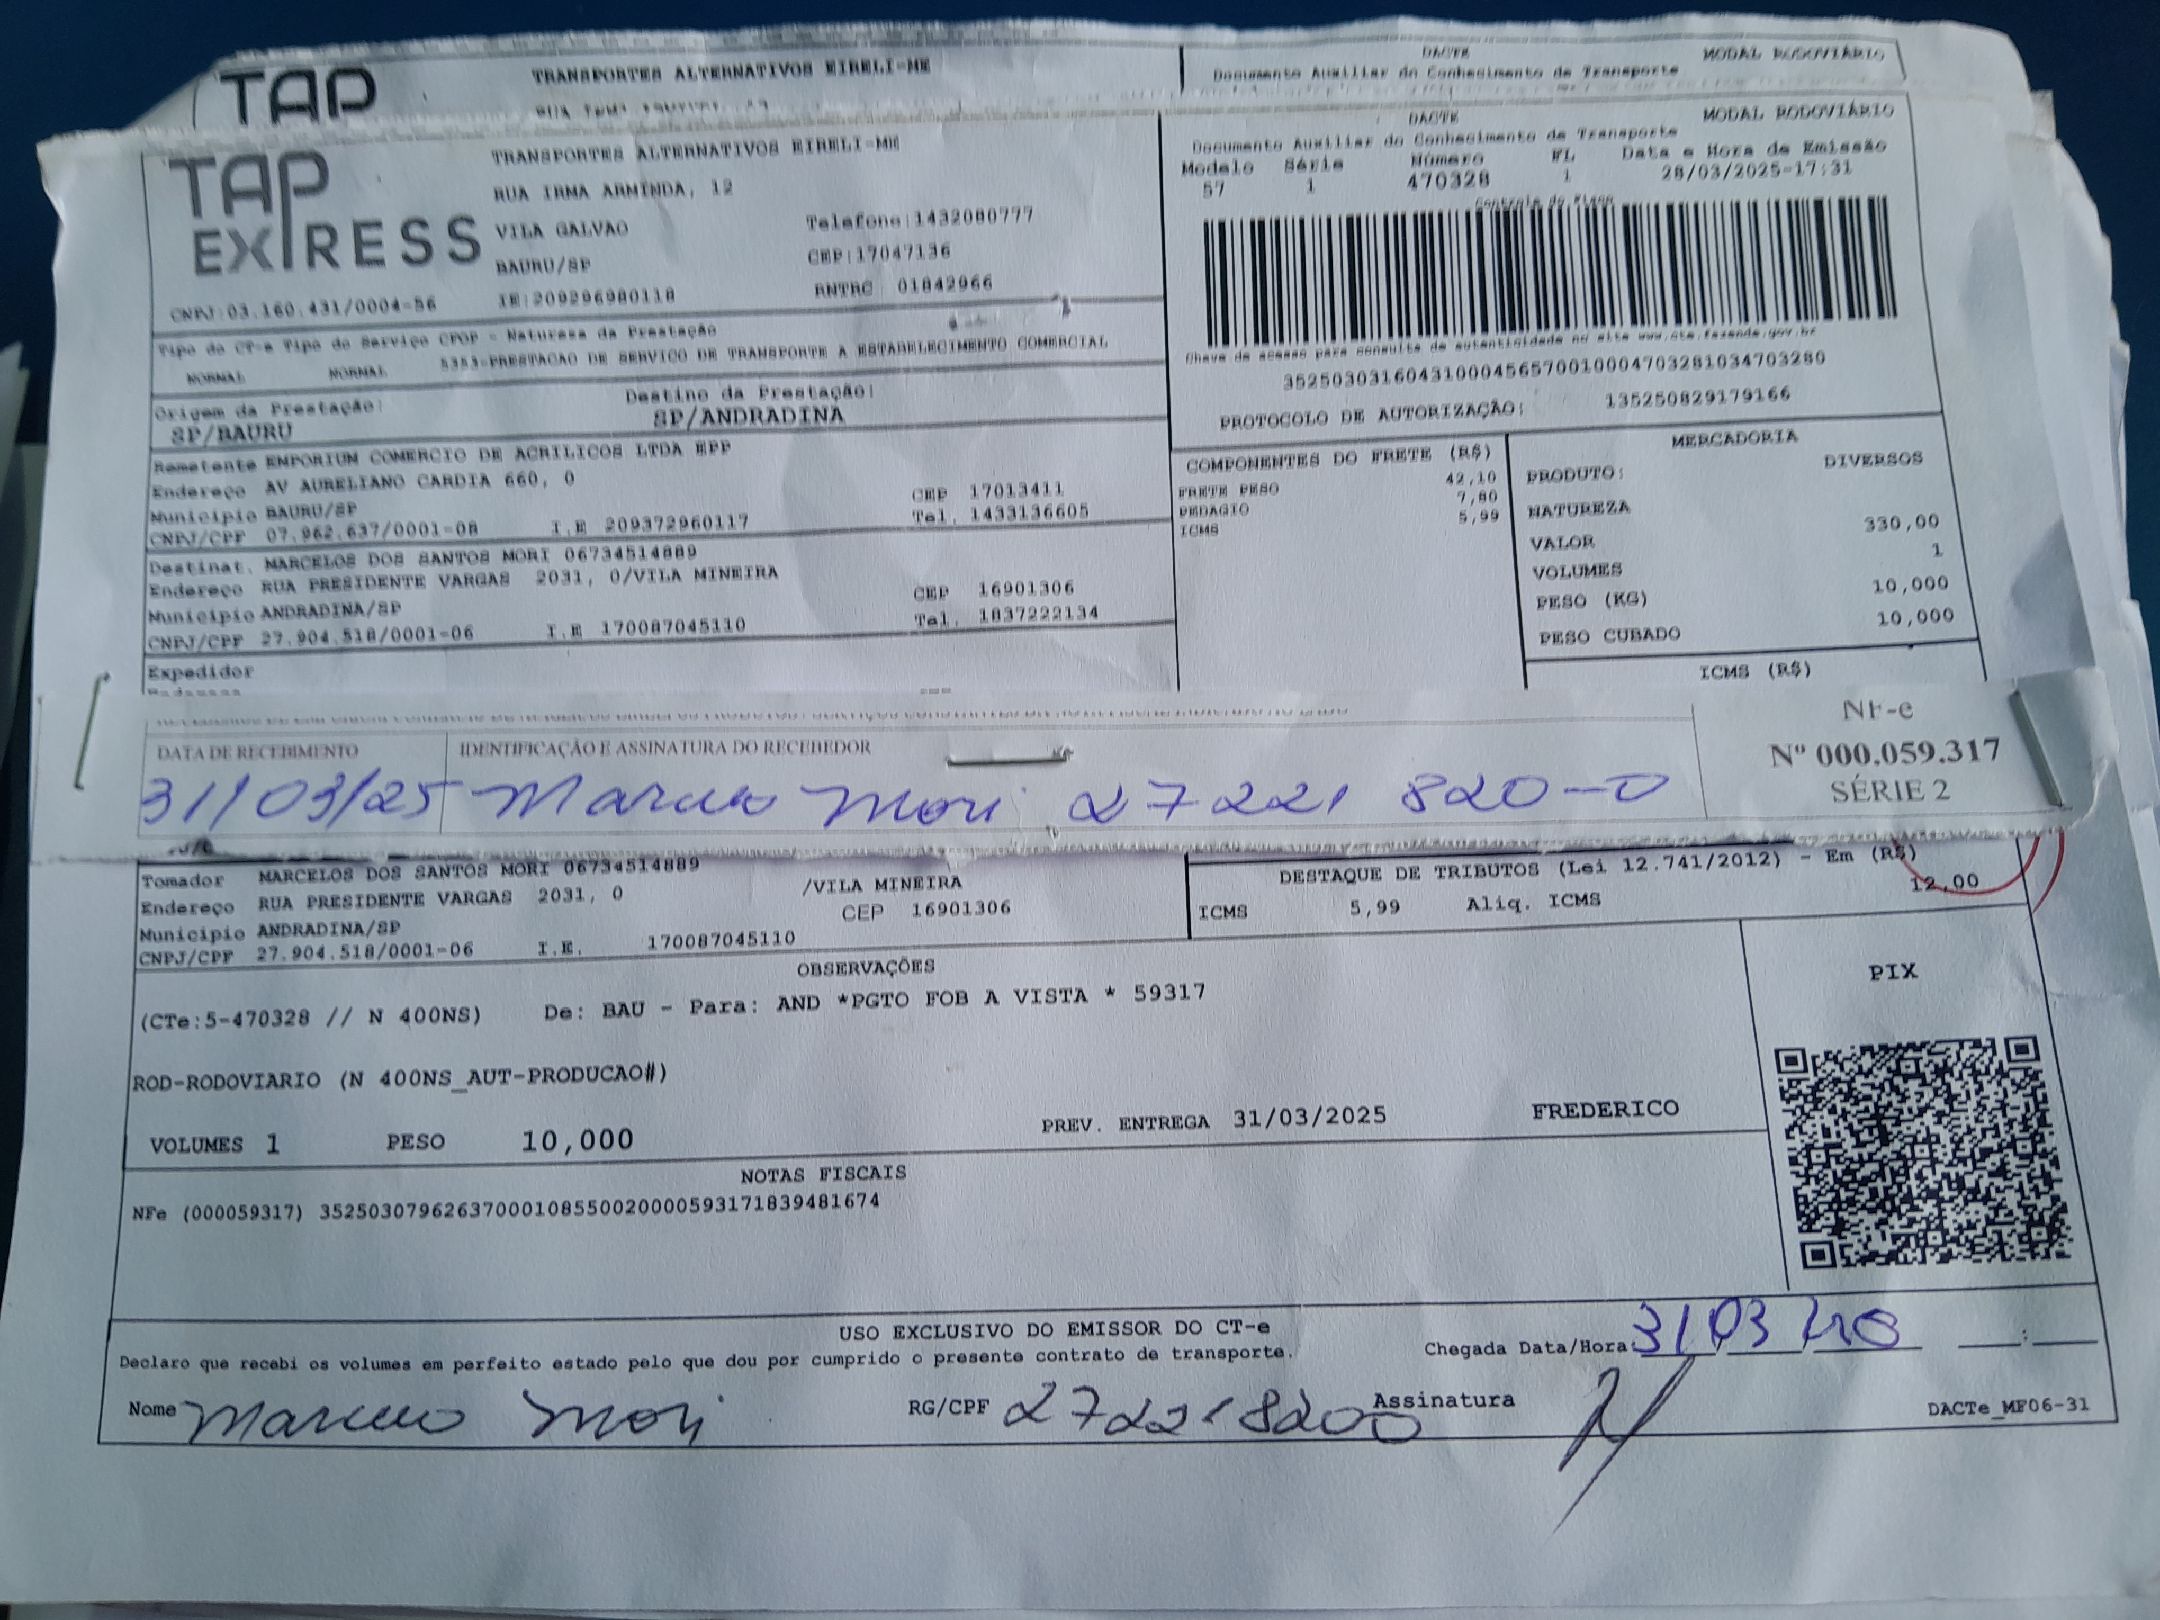 TAP
TRANSPORTES ALTERNATIVOS EIRELI-ME
DACTE
MODAL RODOVIÁRIO
Documento Auxiliar do Conhecimento de Transporte
TAP EXPRESS
TRANSPORTES ALTERNATIVOS EIRELI-ME
RUA IRMA ARMINDA, 12
VILA GALVAO
Telefone:1432080777
BAURU/SP
CEP:17047136
CNPJ:03.160.431/0004-56
IE:209296980118
RNTRC 01842966
DACTE
MODAL RODOVIÁRIO
Documento Auxiliar do Conhecimento de Transporte
Modelo Série Número FL Data e Hora de Emissão
57 1 470328 1 28/03/2025-17:31
Controle do Fisco
Chave de acesso para consulta de autenticidade no site www.cte.fazenda.gov.br
35250303160431000456570010004703281034703280
PROTOCOLO DE AUTORIZAÇÃO: 135250829179166
Tipo do CT-e Tipo do Serviço CFOP - Natureza da Prestação
NORMAL NORMAL 5353-PRESTACAO DE SERVICO DE TRANSPORTE A ESTABELECIMENTO COMERCIAL
Origem da Prestação: Destino da Prestação:
SP/BAURU SP/ANDRADINA
Remetente EMPORIUM COMERCIO DE ACRILICOS LTDA EPP
Endereço AV AURELIANO CARDIA 660, 0
Município BAURU/SP CEP 17013411
CNPJ/CPF 07.962.637/0001-08 I.E 209372960117 Tel. 1433136605
Destinat. MARCELOS DOS SANTOS MORI 06734514889
Endereço RUA PRESIDENTE VARGAS 2031, 0/VILA MINEIRA
Município ANDRADINA/SP CEP 16901306
CNPJ/CPF 27.904.518/0001-06 I.E 170087045110 Tel. 1837222134
Expedidor
COMPONENTES DO FRETE (R$)
FRETE PESO 42,10
PEDAGIO 7,80
ICMS 5,99
MERCADORIA
PRODUTO: DIVERSOS
NATUREZA
VALOR 330,00
VOLUMES 1
PESO (KG) 10,000
PESO CUBADO 10,000
ICMS (R$)
DATA DE RECEBIMENTO
IDENTIFICAÇÃO E ASSINATURA DO RECEBEDOR
31/03/25 Marcelo Mori 27221 820-0
NF-e
Nº 000.059.317
SÉRIE 2
Tomador MARCELOS DOS SANTOS MORI 06734514889
Endereço RUA PRESIDENTE VARGAS 2031, 0 /VILA MINEIRA
Município ANDRADINA/SP CEP 16901306
CNPJ/CPF 27.904.518/0001-06 I.E. 170087045110
DESTAQUE DE TRIBUTOS (Lei 12.741/2012) - Em (R$)
ICMS 5,99 Aliq. ICMS 12,00
OBSERVAÇÕES
(CTe:5-470328 // N 400NS) De: BAU - Para: AND *PGTO FOB A VISTA * 59317
ROD-RODOVIARIO (N 400NS_AUT-PRODUCAO#)
VOLUMES 1 PESO 10,000 PREV. ENTREGA 31/03/2025 FREDERICO
PIX
NOTAS FISCAIS
NFe (000059317) 35250307962637000108550020000593171839481674
USO EXCLUSIVO DO EMISSOR DO CT-e
Declaro que recebi os volumes em perfeito estado pelo que dou por cumprido o presente contrato de transporte.
Chegada Data/Hora: 31 03
Nome Marcelo Mori RG/CPF 272218200 Assinatura
DACTe_MF06-31